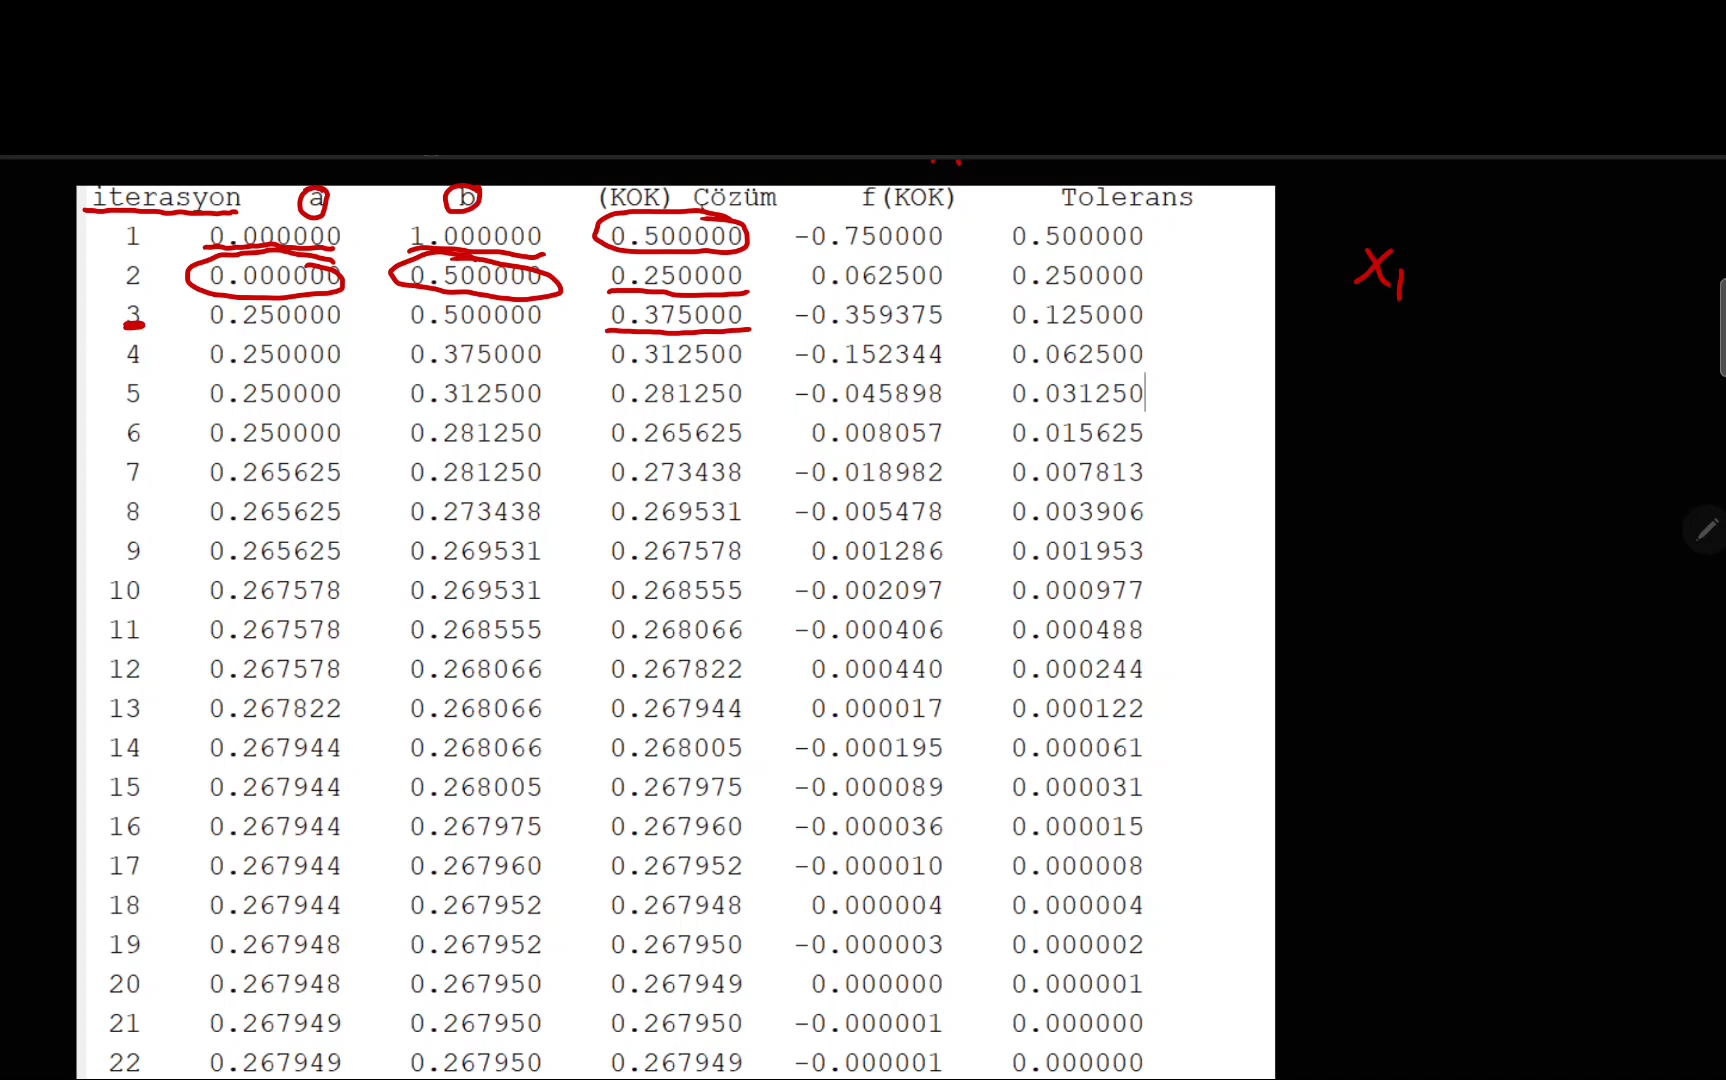 iterasyon a b (KOK) Çözüm f(KOK) Tolerans
1 0.000000 1.000000 0.500000 -0.750000 0.500000
2 0.000000 0.500000 0.250000 0.062500 0.250000
x1
3 0.250000 0.500000 0.375000 -0.359375 0.125000
4 0.250000 0.375000 0.312500 -0.152344 0.062500
5 0.250000 0.312500 0.281250 -0.045898 0.031250
6 0.250000 0.281250 0.265625 0.008057 0.015625
7 0.265625 0.281250 0.273438 -0.018982 0.007813
8 0.265625 0.273438 0.269531 -0.005478 0.003906
9 0.265625 0.269531 0.267578 0.001286 0.001953
10 0.267578 0.269531 0.268555 -0.002097 0.000977
11 0.267578 0.268555 0.268066 -0.000406 0.000488
12 0.267578 0.268066 0.267822 0.000440 0.000244
13 0.267822 0.268066 0.267944 0.000017 0.000122
14 0.267944 0.268066 0.268005 -0.000195 0.000061
15 0.267944 0.268005 0.267975 -0.000089 0.000031
16 0.267944 0.267975 0.267960 -0.000036 0.000015
17 0.267944 0.267960 0.267952 -0.000010 0.000008
18 0.267944 0.267952 0.267948 0.000004 0.000004
19 0.267948 0.267952 0.267950 -0.000003 0.000002
20 0.267948 0.267950 0.267949 0.000000 0.000001
21 0.267949 0.267950 0.267950 -0.000001 0.000000
22 0.267949 0.267950 0.267949 -0.000001 0.000000